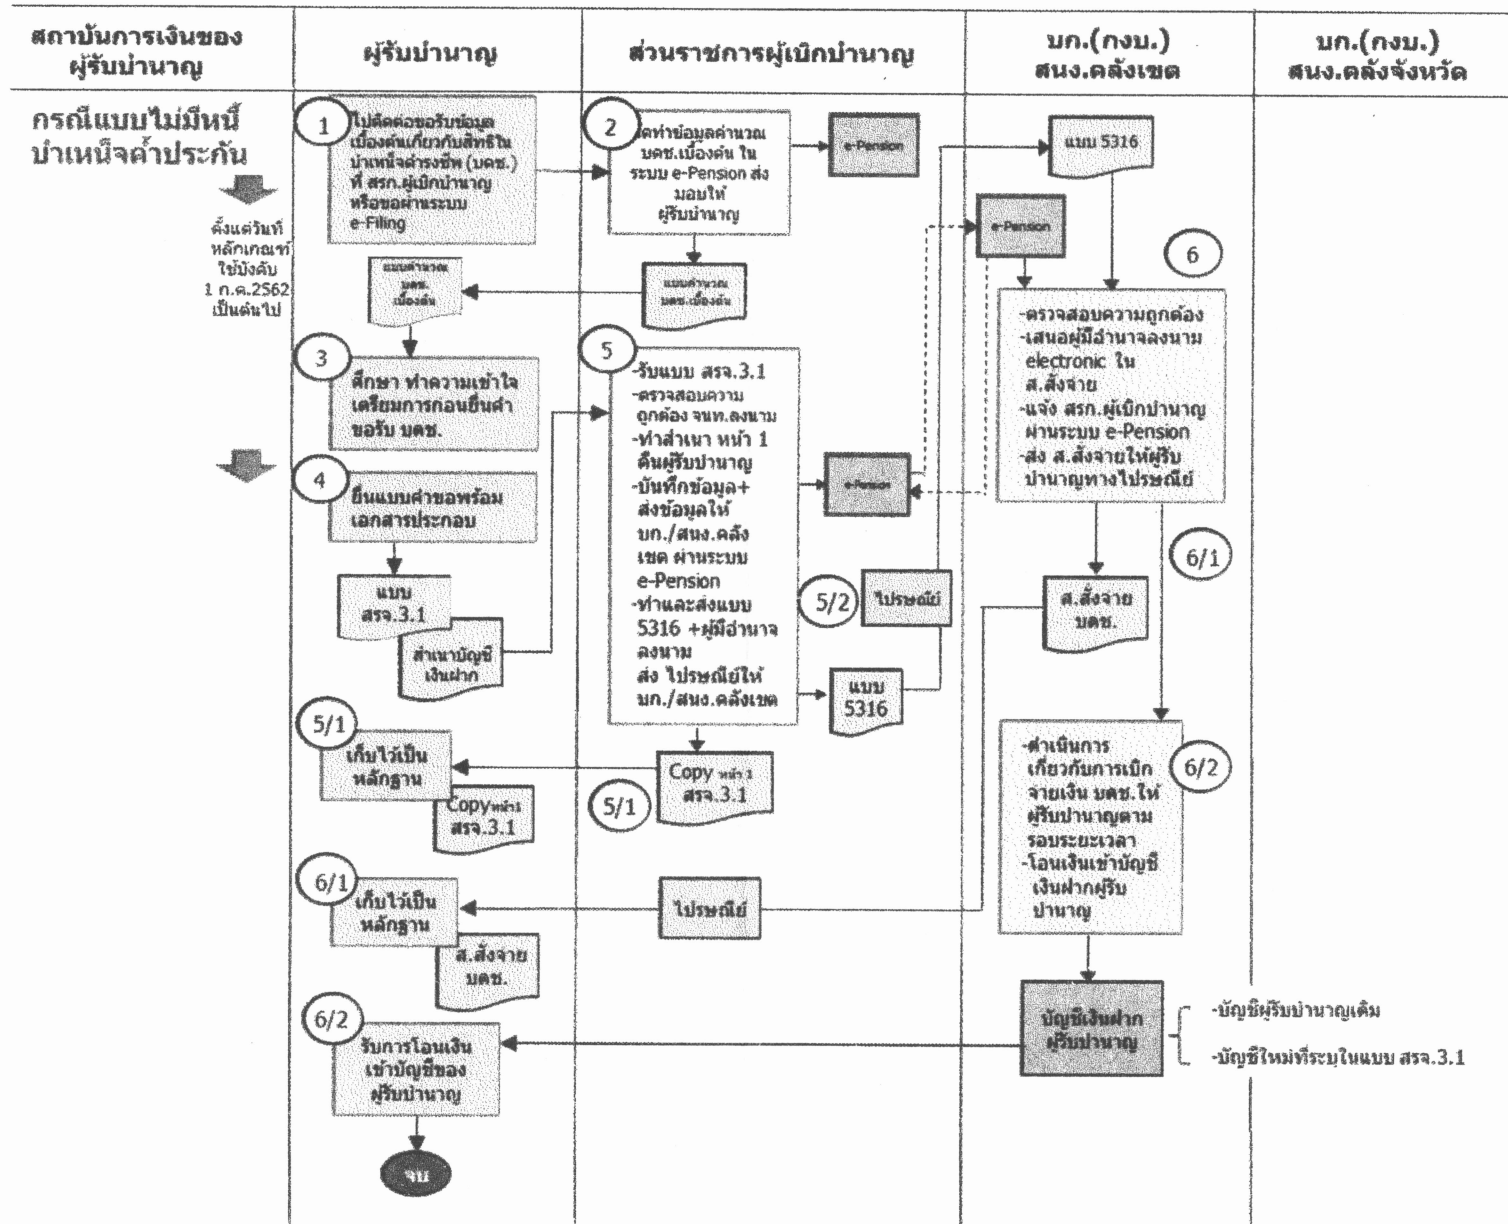 สถาบันการเงินของ
ผู้รับบำนาญ
ผู้รับบำนาญ
ส่วนราชการผู้เบิกบำนาญ
บก.(กงบ.)
สนง.คลังเขต
บก.(กงบ.)
สนง.คลังจังหวัด
กรณีแบบไม่มีหนี้
บำเหน็จค้ำประกัน
ตั้งแต่วันที่
หลักเกณฑ์
ใช้บังคับ
1 ก.ค.2562
เป็นต้นไป
1
ไปติดต่อขอรับข้อมูล
เบื้องต้นเกี่ยวกับสิทธิใน
บำเหน็จดำรงชีพ (บดช.)
ที่ สรก.ผู้เบิกบำนาญ
หรือขอผ่านระบบ
e-Filing
2
จัดทำข้อมูลคำนวณ
บดช.เบื้องต้น ใน
ระบบ e-Pension ส่ง
มอบให้
ผู้รับบำนาญ
e-Pension
แบบ 5316
e-Pension
6
แบบคำนวณ
บดช.
เบื้องต้น
แบบคำนวณ
บดช.เบื้องต้น
-ตรวจสอบความถูกต้อง
-เสนอผู้มีอำนาจลงนาม
electronic ใน
ส.สั่งจ่าย
-แจ้ง สรก.ผู้เบิกบำนาญ
ผ่านระบบ e-Pension
-ส่ง ส.สั่งจ่ายให้ผู้รับ
บำนาญทางไปรษณีย์
3
ศึกษา ทำความเข้าใจ
เตรียมการก่อนยื่นคำ
ขอรับ บดช.
5
-รับแบบ สรจ.3.1
-ตรวจสอบความ
ถูกต้อง จนท.ลงนาม
-ทำสำเนา หน้า 1
คืนผู้รับบำนาญ
-บันทึกข้อมูล+
ส่งข้อมูลให้
บก./สนง.คลัง
เขต ผ่านระบบ
e-Pension
-ทำและส่งแบบ
5316 +ผู้มีอำนาจ
ลงนาม
ส่ง ไปรษณีย์ให้
บก./สนง.คลังเขต
e-Pension
4
ยื่นแบบคำขอพร้อม
เอกสารประกอบ
แบบ
สรจ.3.1
สำเนาบัญชี
เงินฝาก
5/2
ไปรษณีย์
แบบ
5316
6/1
ส.สั่งจ่าย
บดช.
5/1
เก็บไว้เป็น
หลักฐาน
Copy หน้า 1
สรจ.3.1
5/1
Copy หน้า 1
สรจ.3.1
6/2
-ดำเนินการ
เกี่ยวกับการเบิก
จ่ายเงิน บดช.ให้
ผู้รับบำนาญตาม
รอบระยะเวลา
-โอนเงินเข้าบัญชี
เงินฝากผู้รับ
บำนาญ
6/1
เก็บไว้เป็น
หลักฐาน
ส.สั่งจ่าย
บดช.
ไปรษณีย์
6/2
รับการโอนเงิน
เข้าบัญชีของ
ผู้รับบำนาญ
บัญชีเงินฝาก
ผู้รับบำนาญ
-บัญชีผู้รับบำนาญเดิม
-บัญชีใหม่ที่ระบุในแบบ สรจ.3.1
จบ